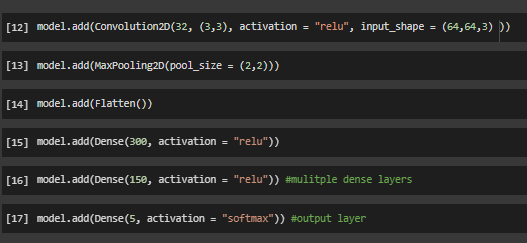 [12] model.add(Convolution2D(32, (3,3), activation = "relu", input_shape = (64,64,3) ))
[13] model.add(MaxPooling2D(pool_size = (2,2)))
[14] model.add(Flatten())
[15] model.add(Dense(300, activation = "relu"))
[16] model.add(Dense(150, activation = "relu")) #mulitple dense layers
[17] model.add(Dense(5, activation = "softmax")) #output layer